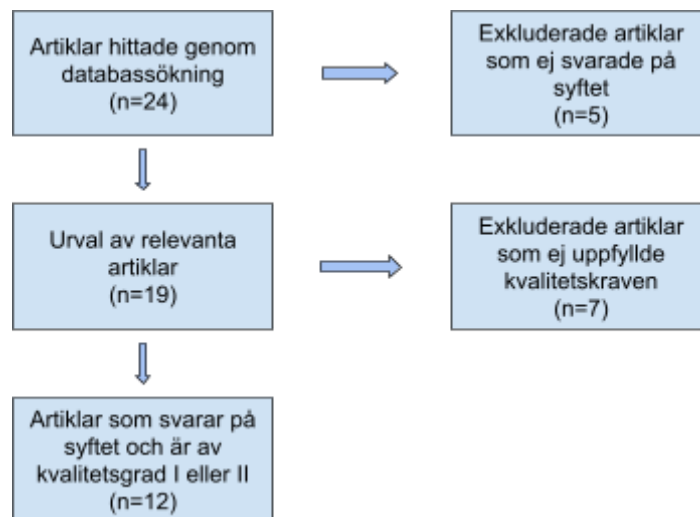 Artiklar hittade genom
databassökning
(n=24)
Exkluderade artiklar
som ej svarade på
syftet
(n=5)
Urval av relevanta
artiklar
(n=19)
Exkluderade artiklar
som ej uppfyllde
kvalitetskraven
(n=7)
Artiklar som svarar på
syftet och är av
kvalitetsgrad I eller II
(n=12)